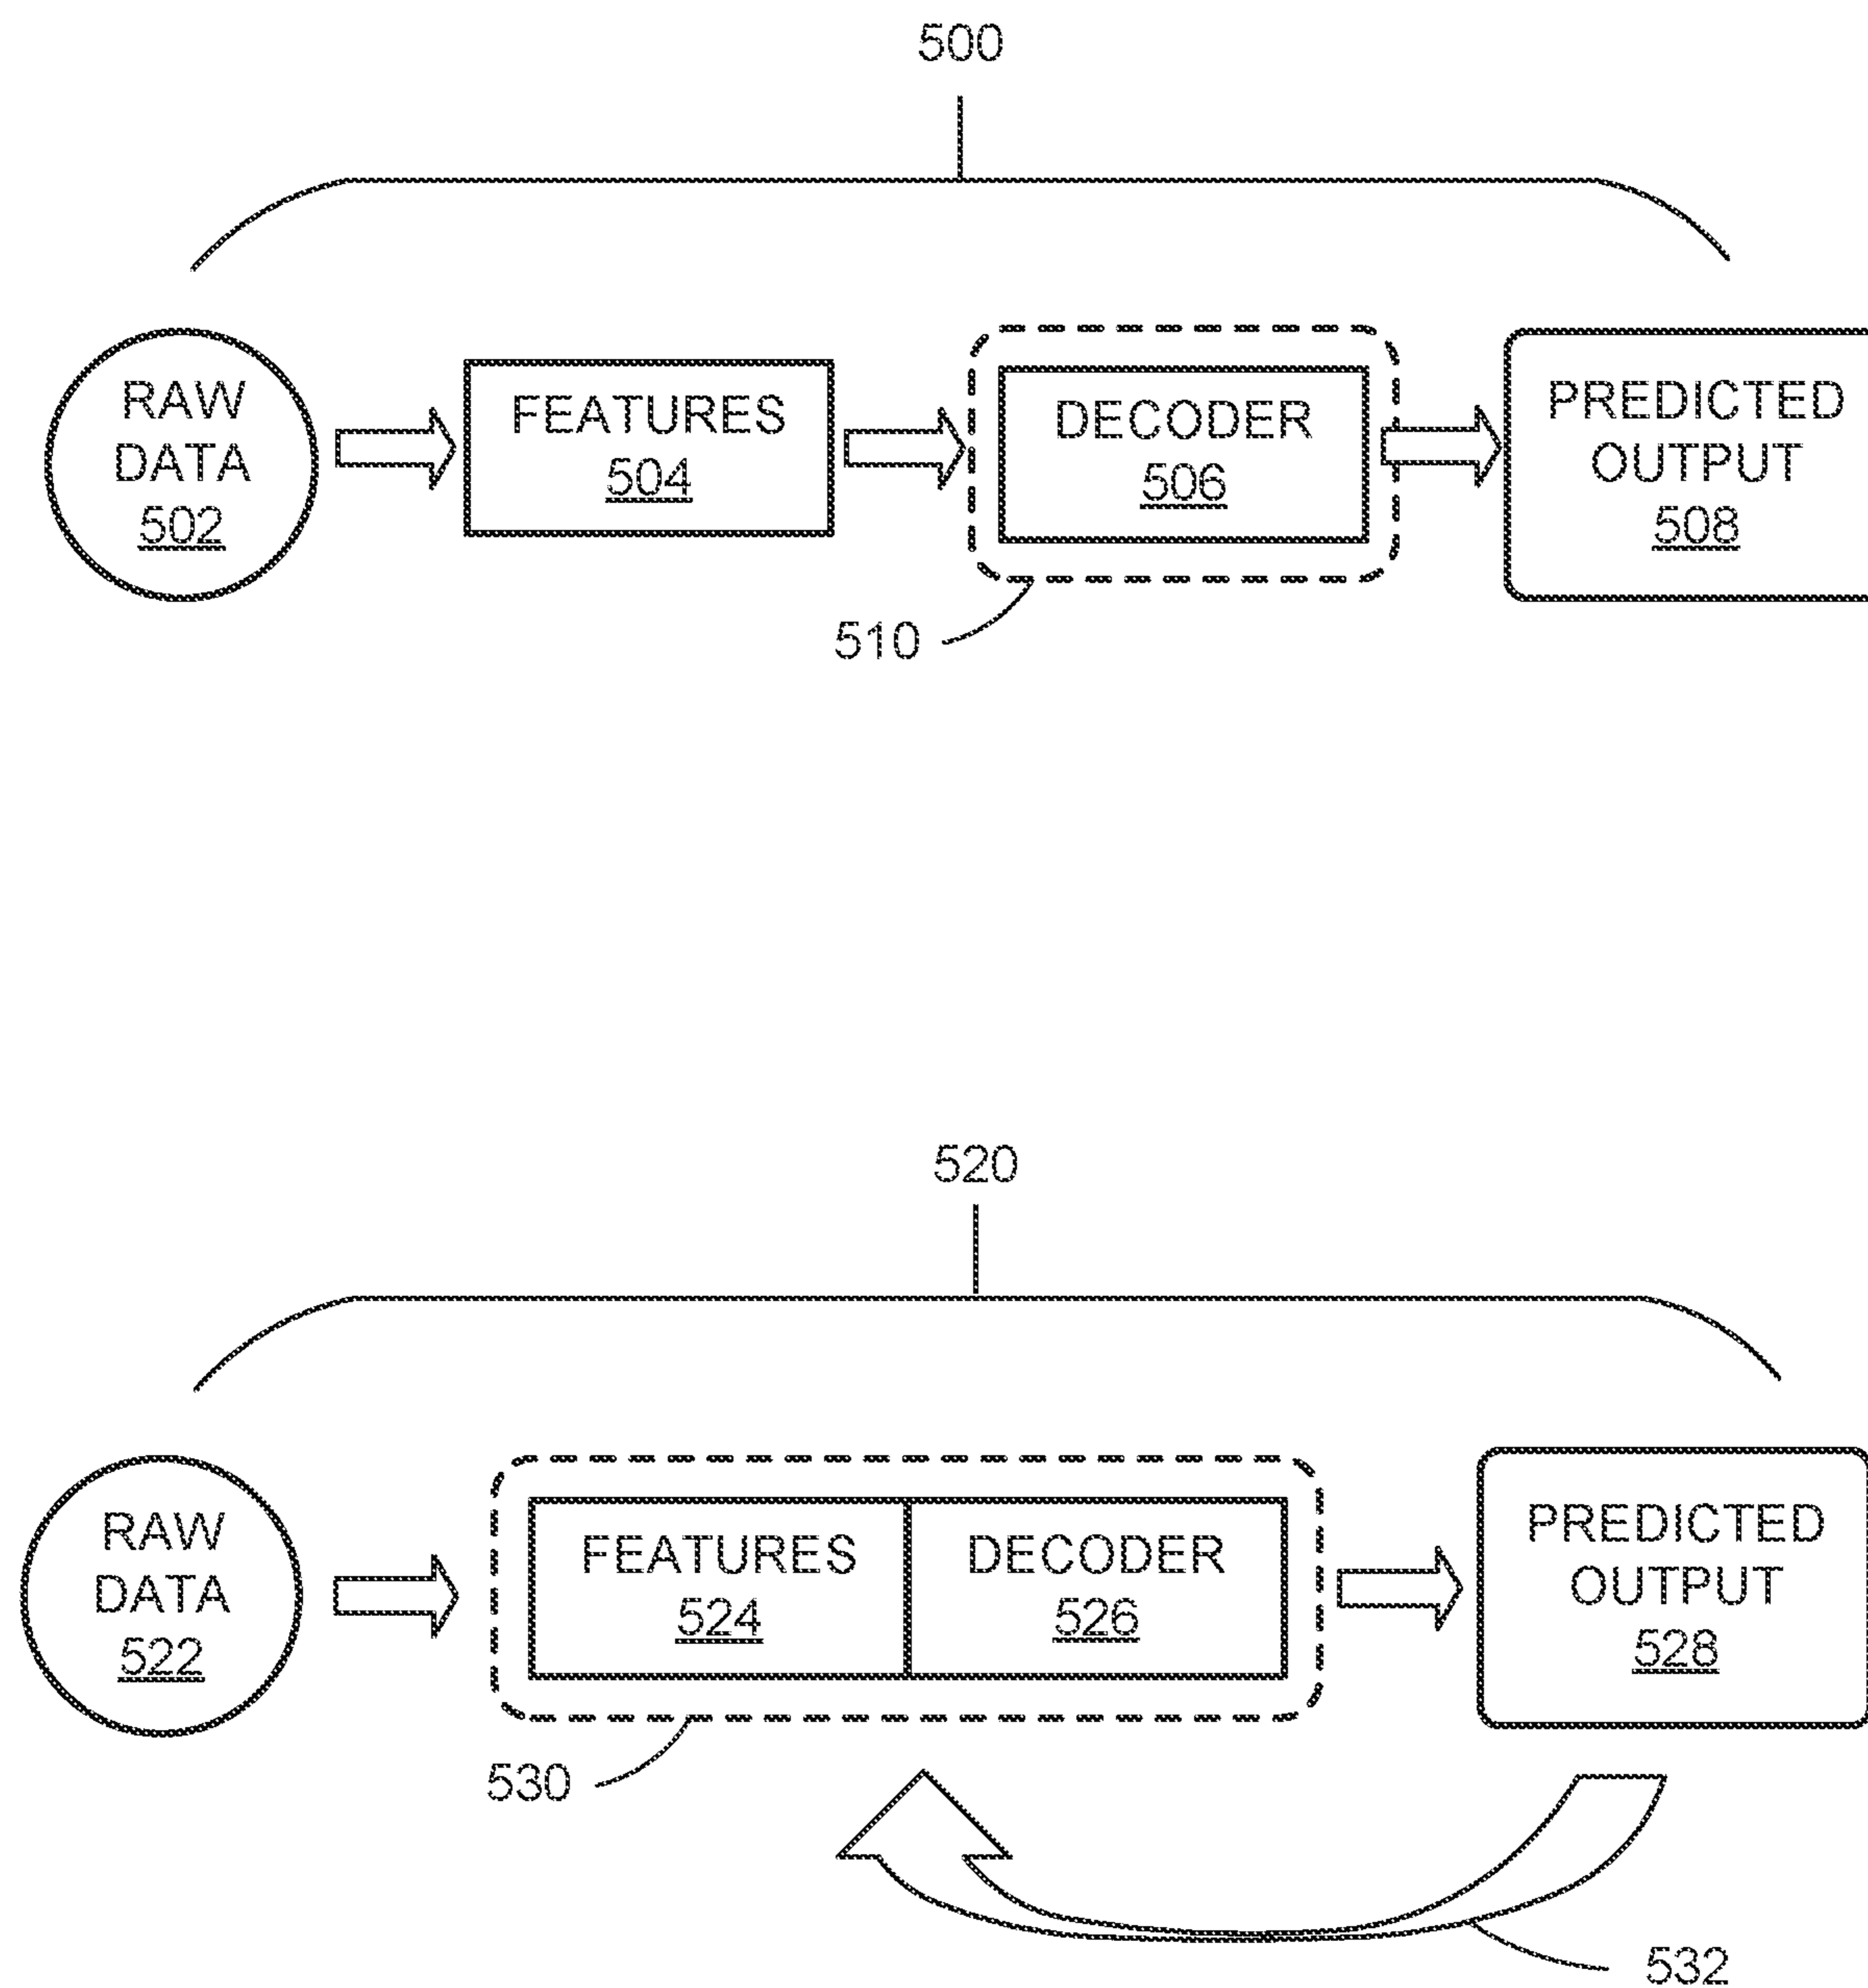 500
RAW
DATA
502
FEATURES
504
DECODER
506
PREDICTED
OUTPUT
508
510
520
RAW
DATA
522
FEATURES
524
DECODER
526
PREDICTED
OUTPUT
528
530
532